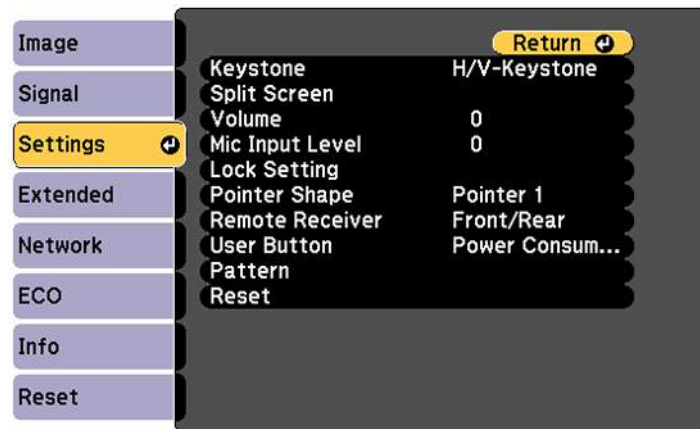 Image
Signal
Settings
Extended
Network
ECO
Info
Reset
Return
Keystone H/V-Keystone
Split Screen
Volume 0
Mic Input Level 0
Lock Setting
Pointer Shape Pointer 1
Remote Receiver Front/Rear
User Button Power Consum...
Pattern
Reset